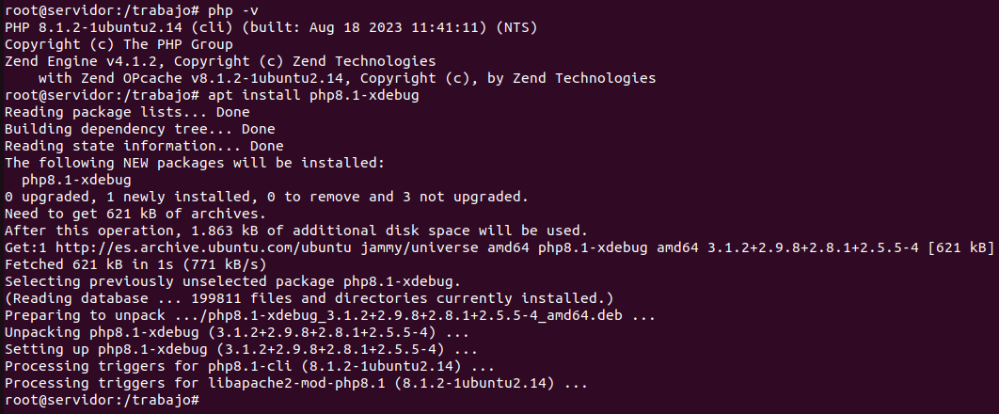 root@servidor:/trabajo# php -v
PHP 8.1.2-1ubuntu2.14 (cli) (built: Aug 18 2023 11:41:11) (NTS)
Copyright (c) The PHP Group
Zend Engine v4.1.2, Copyright (c) Zend Technologies
    with Zend OPcache v8.1.2-1ubuntu2.14, Copyright (c), by Zend Technologies
root@servidor:/trabajo# apt install php8.1-xdebug
Reading package lists... Done
Building dependency tree... Done
Reading state information... Done
The following NEW packages will be installed:
  php8.1-xdebug
0 upgraded, 1 newly installed, 0 to remove and 3 not upgraded.
Need to get 621 kB of archives.
After this operation, 1.863 kB of additional disk space will be used.
Get:1 http://es.archive.ubuntu.com/ubuntu jammy/universe amd64 php8.1-xdebug amd64 3.1.2+2.9.8+2.8.1+2.5.5-4 [621 kB]
Fetched 621 kB in 1s (771 kB/s)
Selecting previously unselected package php8.1-xdebug.
(Reading database ... 199811 files and directories currently installed.)
Preparing to unpack .../php8.1-xdebug_3.1.2+2.9.8+2.8.1+2.5.5-4_amd64.deb ...
Unpacking php8.1-xdebug (3.1.2+2.9.8+2.8.1+2.5.5-4) ...
Setting up php8.1-xdebug (3.1.2+2.9.8+2.8.1+2.5.5-4) ...
Processing triggers for php8.1-cli (8.1.2-1ubuntu2.14) ...
Processing triggers for libapache2-mod-php8.1 (8.1.2-1ubuntu2.14) ...
root@servidor:/trabajo#